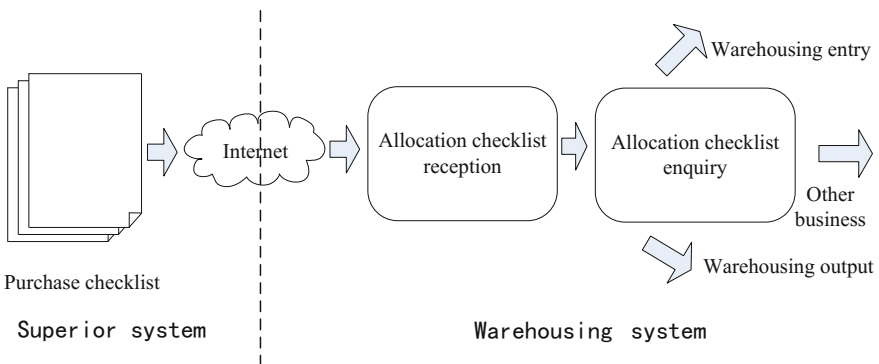 Warehousing entry
Internet
Allocation checklist
reception
Allocation checklist
enquiry
Other
business
Warehousing output
Purchase checklist
Superior system
Warehousing system